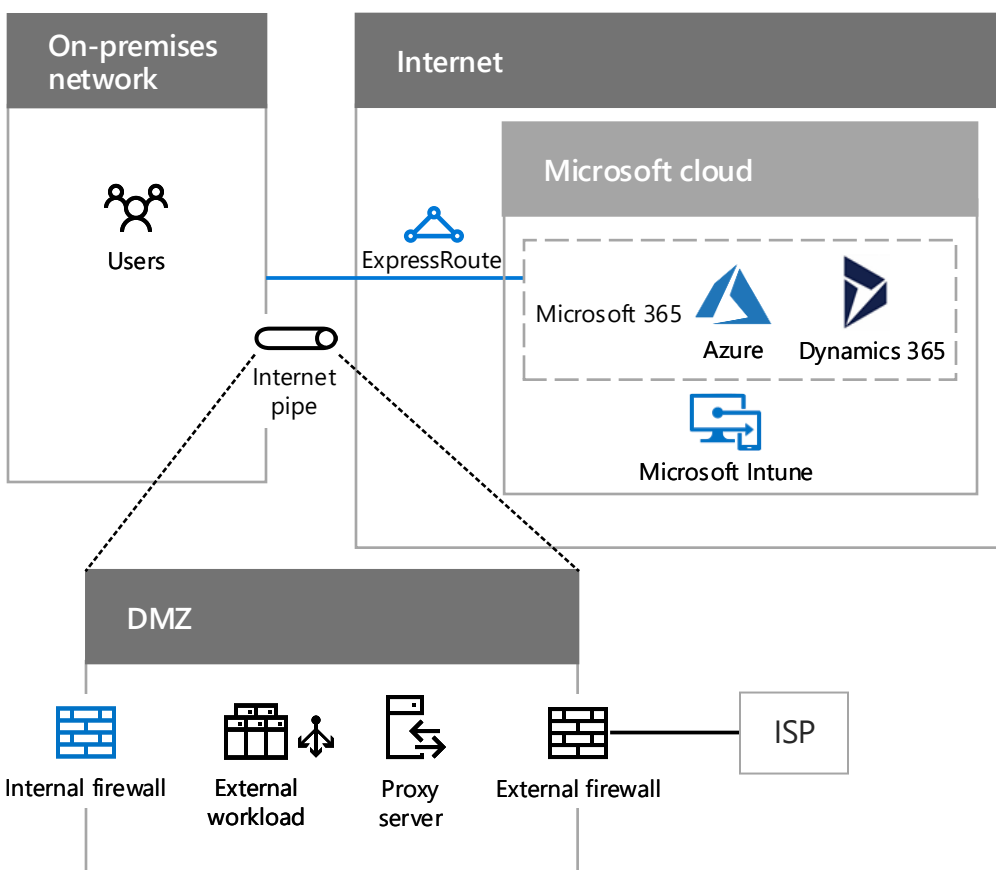 On-premises
network
Internet
Microsoft cloud
Users
ExpressRoute
Microsoft 365
Azure
Dynamics 365
Internet
pipe
Microsoft Intune
DMZ
ISP
Internal firewall
External
workload
Proxy
server
External firewall